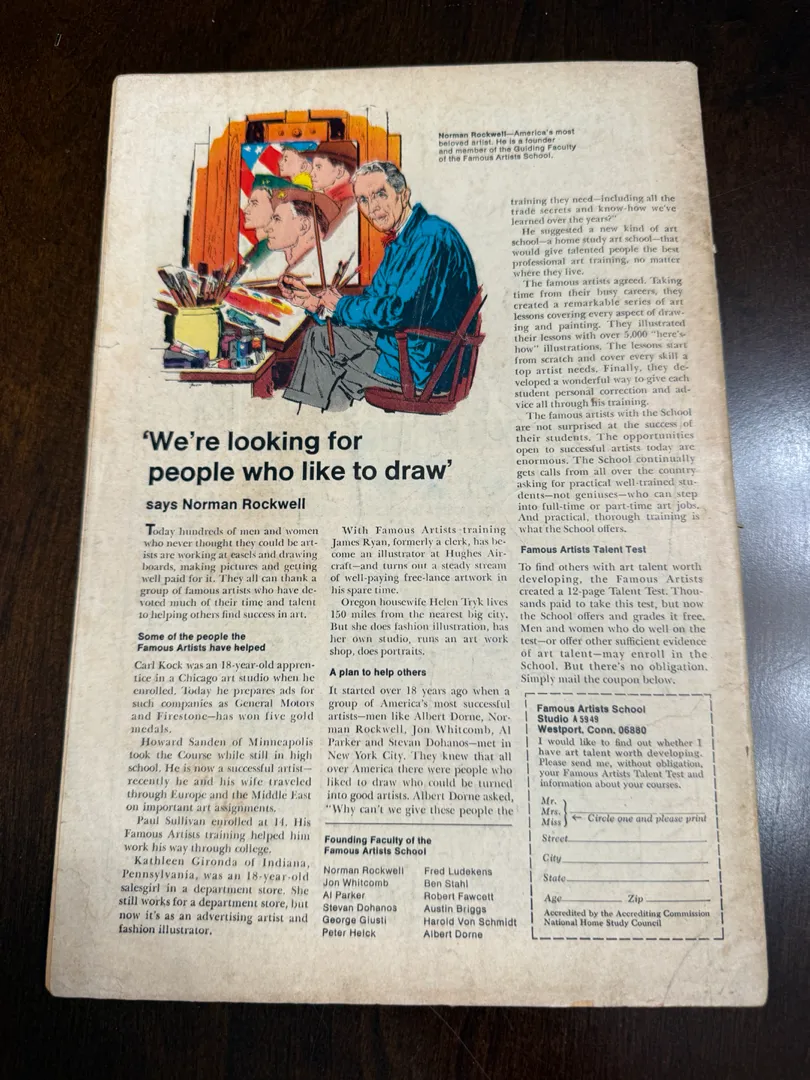 Norman Rockwell—America's most
beloved artist. He is a founder
and member of the Guiding Faculty
of the Famous Artists School.
'We're looking for
people who like to draw'
says Norman Rockwell
Today hundreds of men and women
who never thought they could be art-
ists are working at easels and drawing
boards, making pictures and getting
well paid for it. They all can thank a
group of famous artists who have de-
voted much of their time and talent
to helping others find success in art.
Some of the people the
Famous Artists have helped
Carl Kock was an 18-year-old appren-
tice in a Chicago art studio when he
enrolled. Today he prepares ads for
such companies as General Motors
and Firestone—has won five gold
medals.
Howard Sanden of Minneapolis
took the Course while still in high
school. He is now a successful artist—
recently he and his wife traveled
through Europe and the Middle East
on important art assignments.
Paul Sullivan enrolled at 14. His
Famous Artists training helped him
work his way through college.
Kathleen Gironda of Indiana,
Pennsylvania, was an 18-year-old
salesgirl in a department store. She
still works for a department store, but
now it's as an advertising artist and
fashion illustrator.
With Famous Artists training
James Ryan, formerly a clerk, has be-
come an illustrator at Hughes Air-
craft—and turns out a steady stream
of well-paying free-lance artwork in
his spare time.
Oregon housewife Helen Tryk lives
150 miles from the nearest big city.
But she does fashion illustration, has
her own studio, runs an art work
shop, does portraits.
A plan to help others
It started over 18 years ago when a
group of America's most successful
artists—men like Albert Dorne, Nor-
man Rockwell, Jon Whitcomb, Al
Parker and Stevan Dohanos—met in
New York City. They knew that all
over America there were people who
liked to draw who could be turned
into good artists. Albert Dorne asked,
"Why can't we give these people the
Founding Faculty of the
Famous Artists School
Norman Rockwell
Jon Whitcomb
Al Parker
Stevan Dohanos
George Giusti
Peter Helck
Fred Ludekens
Ben Stahl
Robert Fawcett
Austin Briggs
Harold Von Schmidt
Albert Dorne
training they need—including all the
trade secrets and know-how we've
learned over the years?"
He suggested a new kind of art
school—a home study art school—that
would give talented people the best
professional art training, no matter
where they live.
The famous artists agreed. Taking
time from their busy careers, they
created a remarkable series of art
lessons covering every aspect of draw-
ing and painting. They illustrated
their lessons with over 5,000 "here's-
how" illustrations. The lessons start
from scratch and cover every skill a
top artist needs. Finally, they de-
veloped a wonderful way to give each
student personal correction and ad-
vice all through his training.
The famous artists with the School
are not surprised at the success of
their students. The opportunities
open to successful artists today are
enormous. The School continually
gets calls from all over the country
asking for practical well-trained stu-
dents—not geniuses—who can step
into full-time or part-time art jobs.
And practical, thorough training is
what the School offers.
Famous Artists Talent Test
To find others with art talent worth
developing, the Famous Artists
created a 12-page Talent Test. Thou-
sands paid to take this test, but now
the School offers and grades it free.
Men and women who do well on the
test—or offer other sufficient evidence
of art talent—may enroll in the
School. But there's no obligation.
Simply mail the coupon below.
Famous Artists School
Studio A 5949
Westport, Conn. 06880
I would like to find out whether I
have art talent worth developing.
Please send me, without obligation,
your Famous Artists Talent Test and
information about your courses.
Mr.
Mrs.
Miss
← Circle one and please print
Street
City
State
Age Zip
Accredited by the Accrediting Commission
National Home Study Council